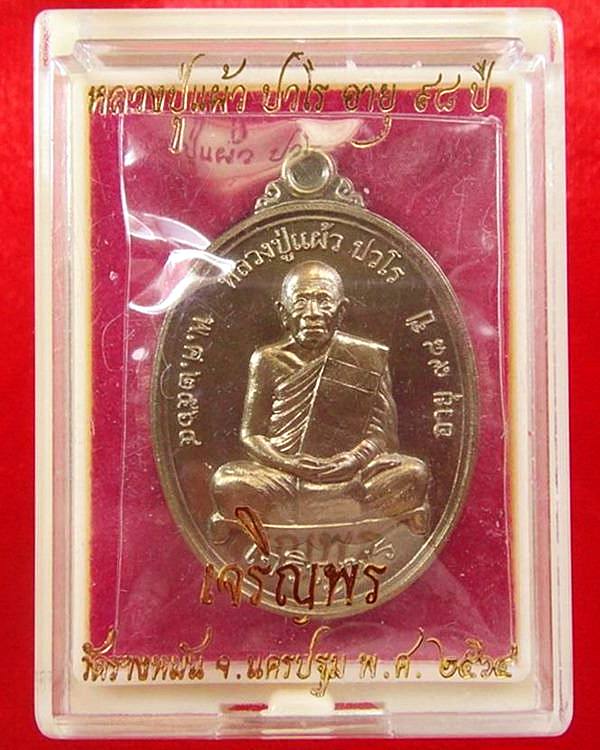 หลวงปู่แผ้ว ปวโร อายุ ๙๘ ปี
พ.ศ.๒๕๖๔ หลวงปู่แผ้ว ปวโร อายุ ๙๘ ปี
เจริญพร
วัดรางหมัน จ.นครปฐม พ.ศ. ๒๕๖๔